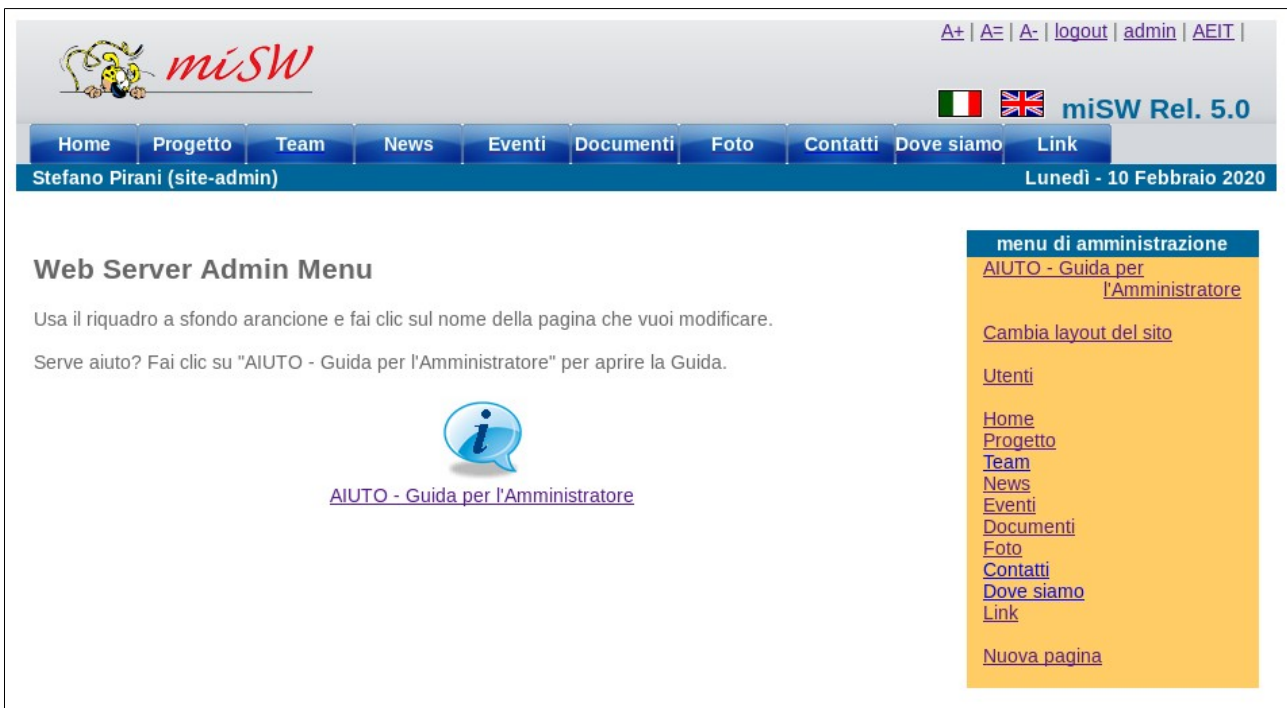 A+ | A= | A- | logout | admin | AEIT |
miSW
miSW Rel. 5.0
Home Progetto Team News Eventi Documenti Foto Contatti Dove siamo Link
Stefano Pirani (site-admin) Lunedì - 10 Febbraio 2020
Web Server Admin Menu
Usa il riquadro a sfondo arancione e fai clic sul nome della pagina che vuoi modificare.
Serve aiuto? Fai clic su "AIUTO - Guida per l'Amministratore" per aprire la Guida.
i
AIUTO - Guida per l'Amministratore
menu di amministrazione
AIUTO - Guida per
l'Amministratore
Cambia layout del sito
Utenti
Home
Progetto
Team
News
Eventi
Documenti
Foto
Contatti
Dove siamo
Link
Nuova pagina